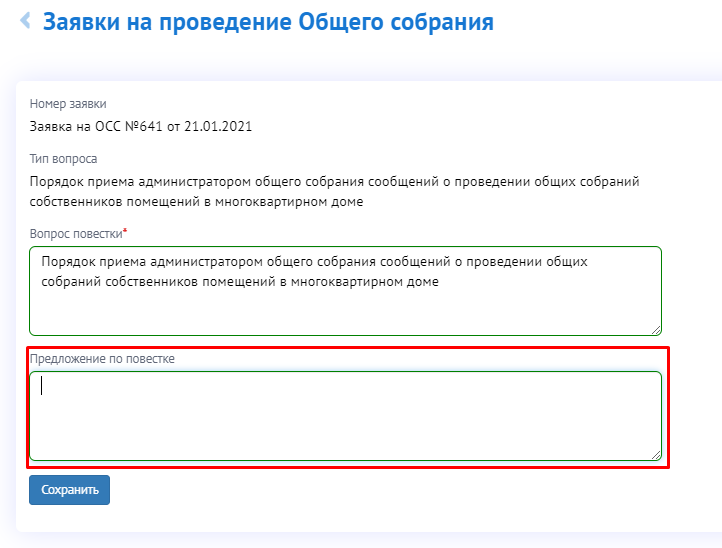 Заявки на проведение Общего собрания
Номер заявки
Заявка на ОСС №641 от 21.01.2021
Тип вопроса
Порядок приема администратором общего собрания сообщений о проведении общих собраний
собственников помещений в многоквартирном доме
Вопрос повестки*
Порядок приема администратором общего собрания сообщений о проведении общих
собраний собственников помещений в многоквартирном доме
Предложение по повестке
Сохранить